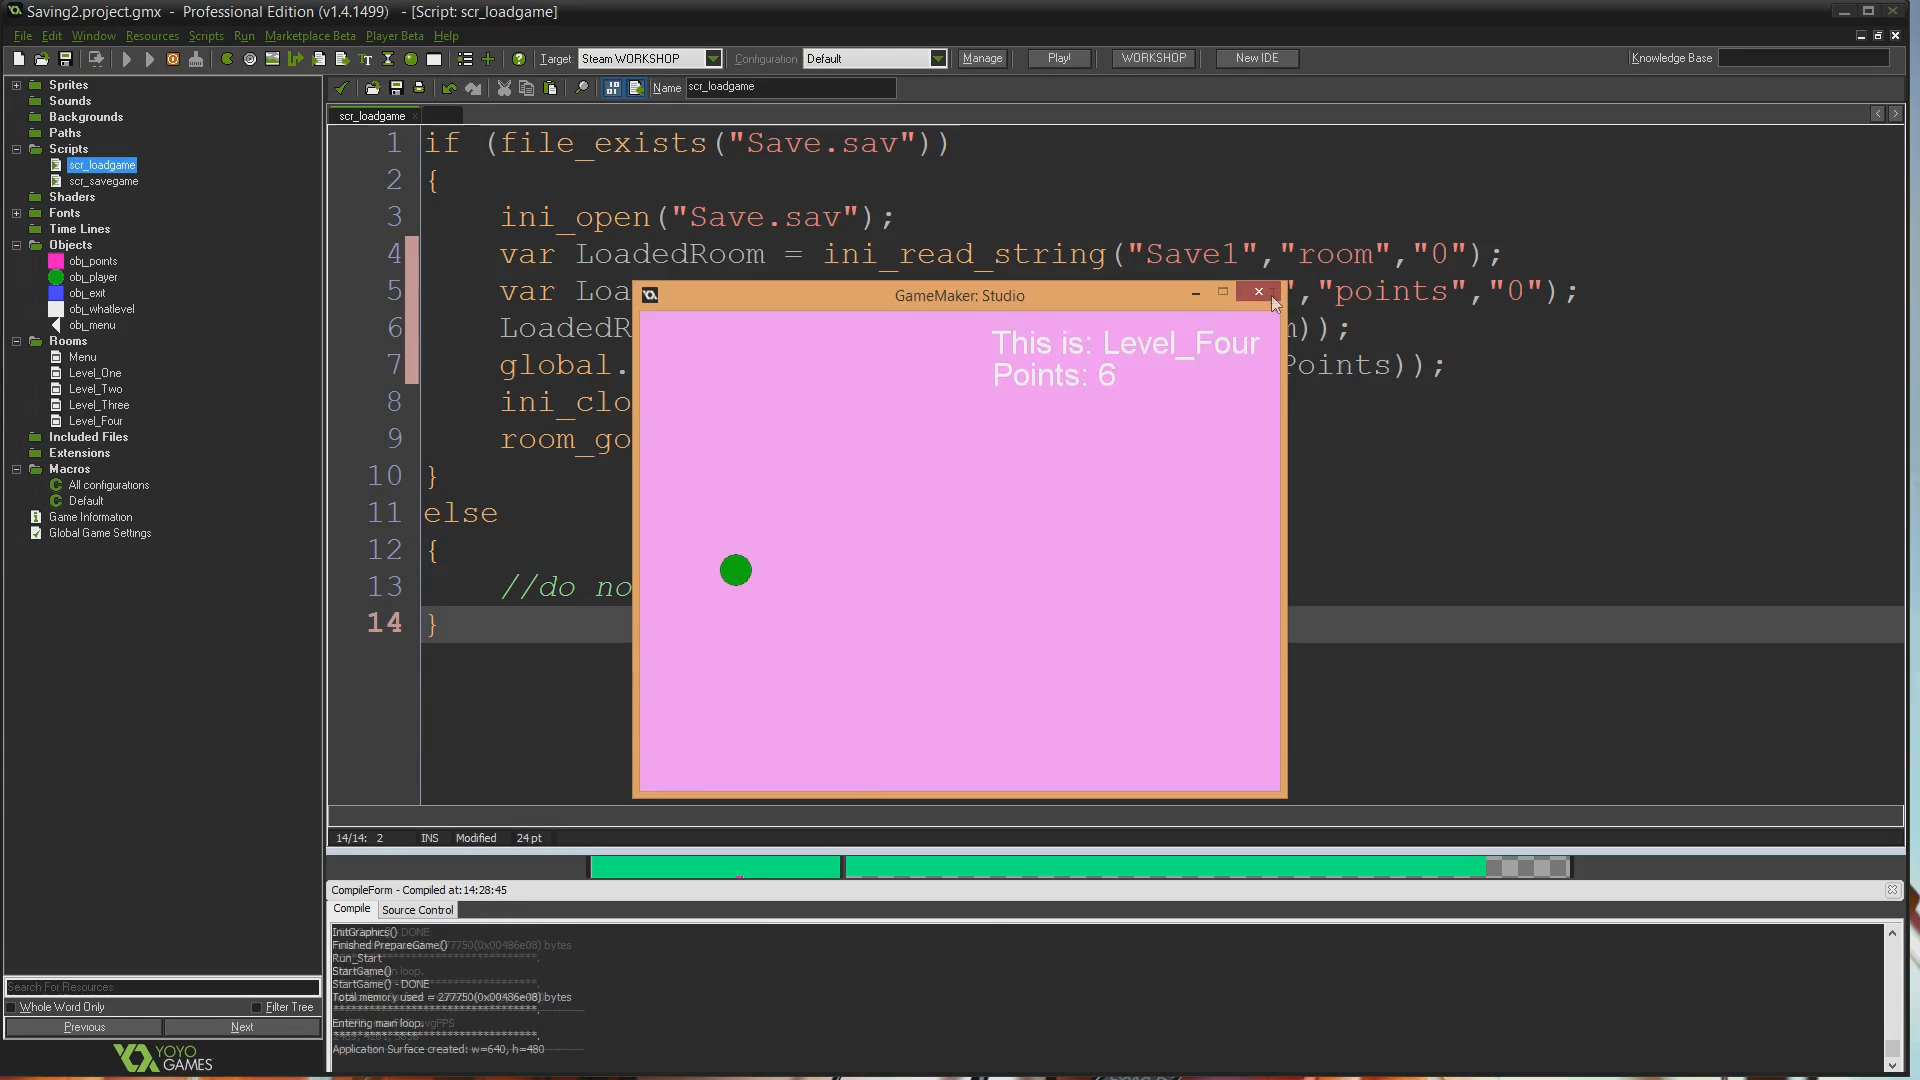 Saving2.project.gmx - Professional Edition (v1.4.1499) - [Script: scr_loadgame]
File Edit Window Resources Scripts Run Marketplace Beta Player Beta Help
Target Steam WORKSHOP Configuration Default Manage Play! WORKSHOP New IDE Knowledge Base
Name scr_loadgame
scr_loadgame
Sprites
Sounds
Backgrounds
Paths
Scripts
scr_loadgame
scr_savegame
Shaders
Fonts
Time Lines
Objects
obj_points
obj_player
obj_exit
obj_whatlevel
obj_menu
Rooms
Menu
Level_One
Level_Two
Level_Three
Level_Four
Included Files
Extensions
Macros
All configurations
Default
Game Information
Global Game Settings
Search For Resources
Whole Word Only Filter Tree
Previous Next
YOYO
GAMES
1 if (file_exists("Save.sav"))
2 {
3 ini_open("Save.sav");
4 var LoadedRoom = ini_read_string("Save1","room","0");
5 var Loa ","points","0");
6 LoadedR m));
7 global. Points));
8 ini_clo
9 room_go
10 }
11 else
12 {
13 //do no
14 }
GameMaker: Studio
This is: Level_Four
Points: 6
14/14: 2 INS Modified 24 pt
CompileForm - Compiled at:14:28:45
Compile Source Control
InitGraphics() - DONE
Finished PrepareGame()
Run_Start
StartGame()
StartGame() - DONE
Total memory used = 277750(0x00486e08) bytes
**************************************.
Entering main loop.
**************************************.
Application Surface created: w=640, h=480